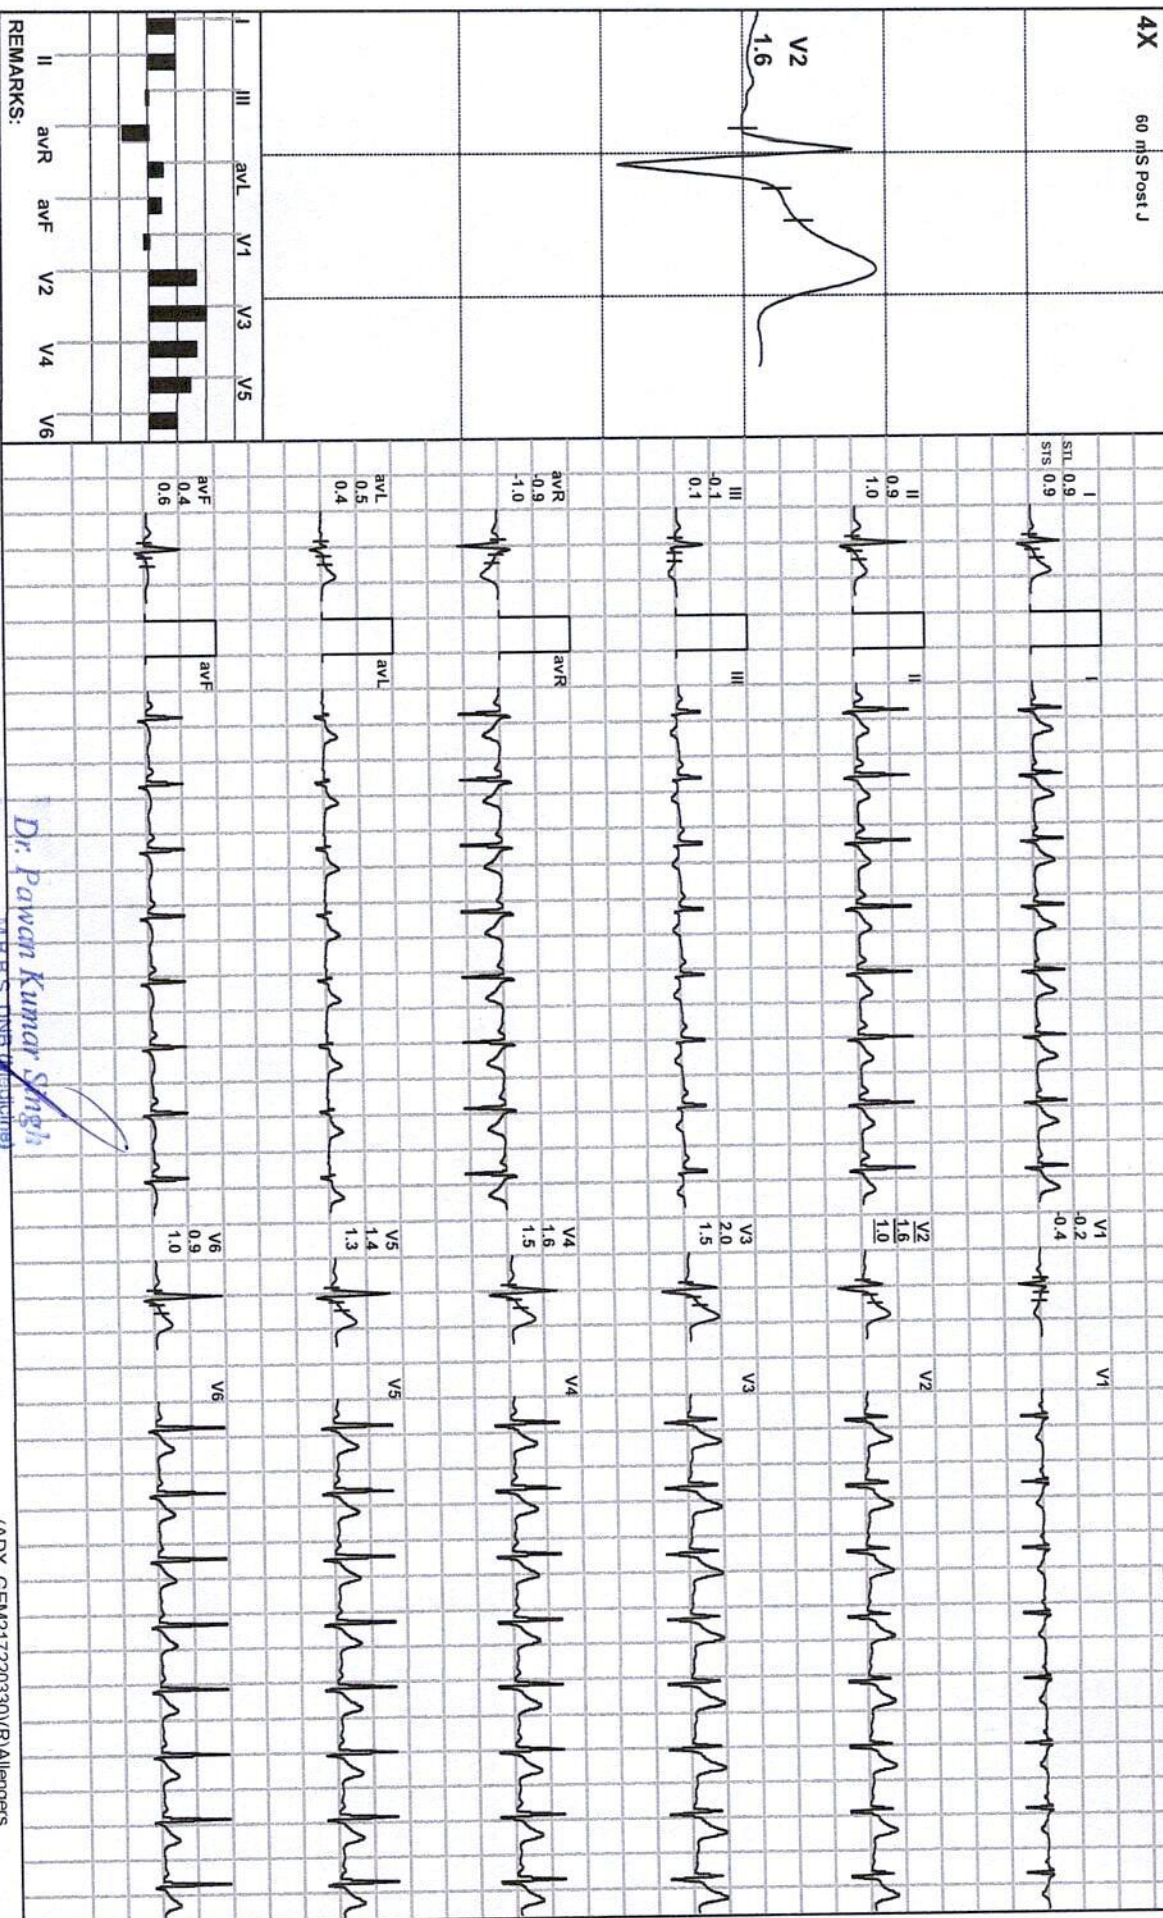 4X
60 mS Post J
V2
1.6
I
II
III
avR
avL
avF
V1
V2
V3
V4
V5
V6
REMARKS:
I
STL 0.9
STS 0.9
I
II
0.9
1.0
II
III
-0.1
0.1
III
avR
-0.9
-1.0
avR
avL
0.5
0.4
avL
avF
0.4
0.6
avF
V1
-0.2
-0.4
V1
V2
1.6
1.0
V2
V3
2.0
1.5
V3
V4
1.6
1.5
V4
V5
1.4
1.3
V5
V6
0.9
1.0
V6
Dr. Pawan Kumar Singh
M.B.B.S, DNB (Medicine)